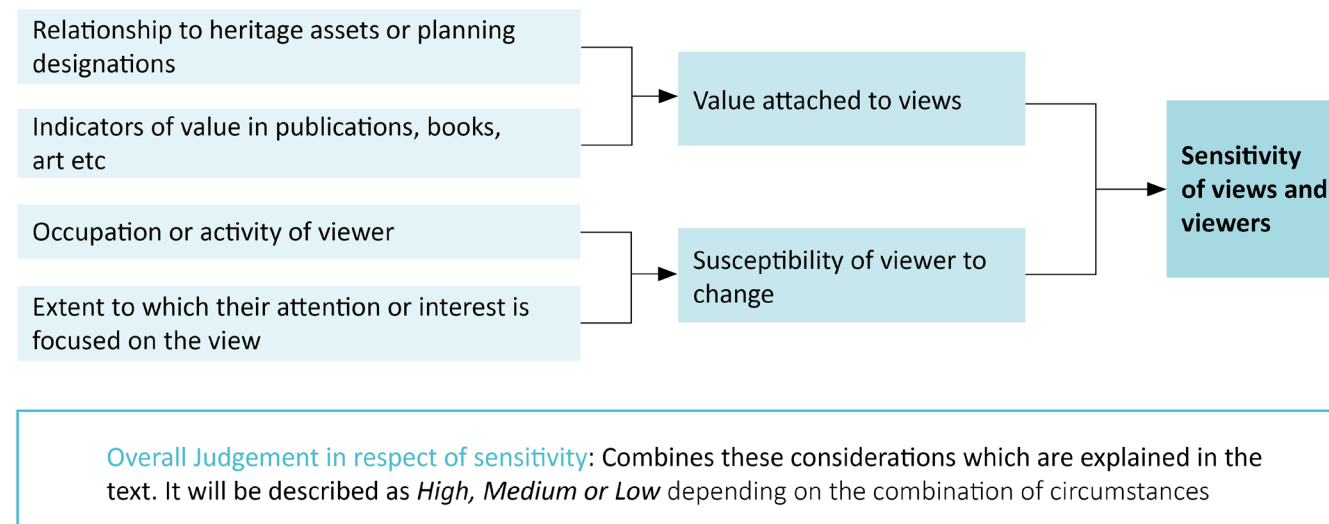 Relationship to heritage assets or planning
designations
Indicators of value in publications, books,
art etc
Occupation or activity of viewer
Extent to which their attention or interest is
focused on the view
Value attached to views
Susceptibility of viewer to
change
Sensitivity
of views and
viewers
Overall Judgement in respect of sensitivity: Combines these considerations which are explained in the
text. It will be described as High, Medium or Low depending on the combination of circumstances